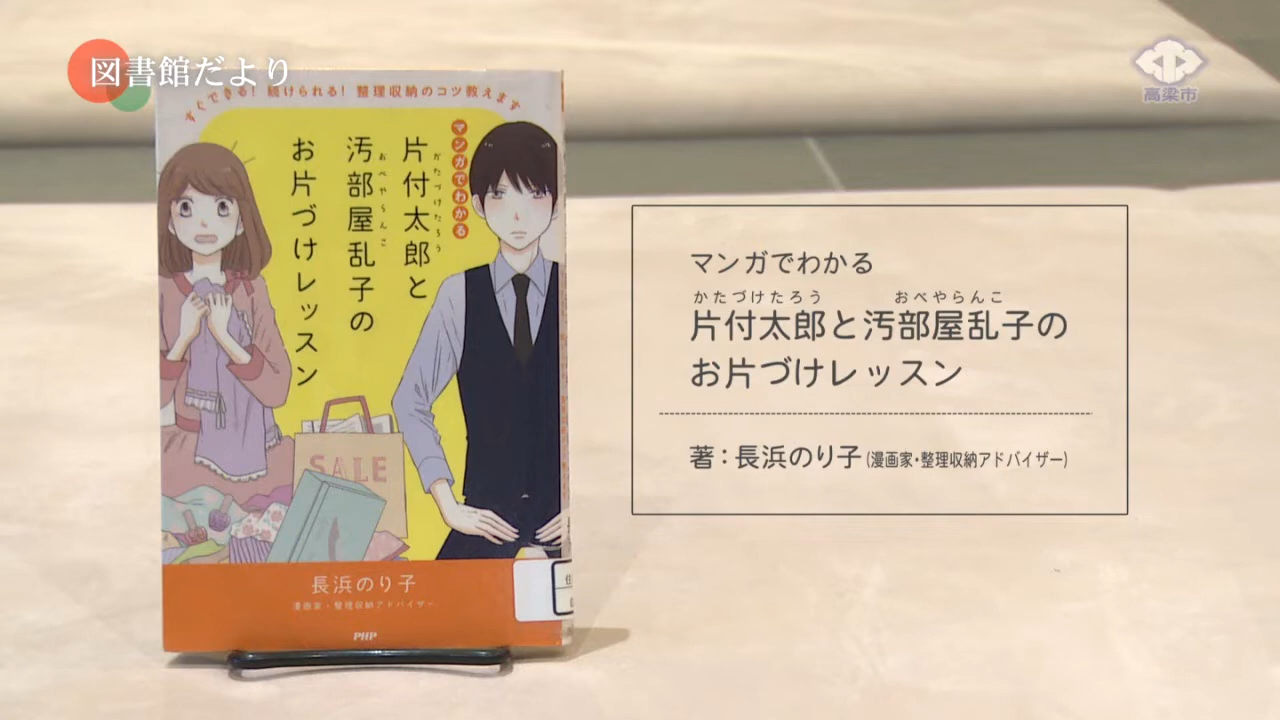 図書館だより
高梁市
すぐできる! 続けられる! 整理収納のコツ教えます
マンガでわかる
かたづけたろう
片付太郎と
おべやらんこ
汚部屋乱子の
お片づけレッスン
SALE
長浜のり子
漫画家・整理収納アドバイザー
PHP
マンガでわかる
かたづけたろう おべやらんこ
片付太郎と汚部屋乱子の
お片づけレッスン
著：長浜のり子(漫画家・整理収納アドバイザー)